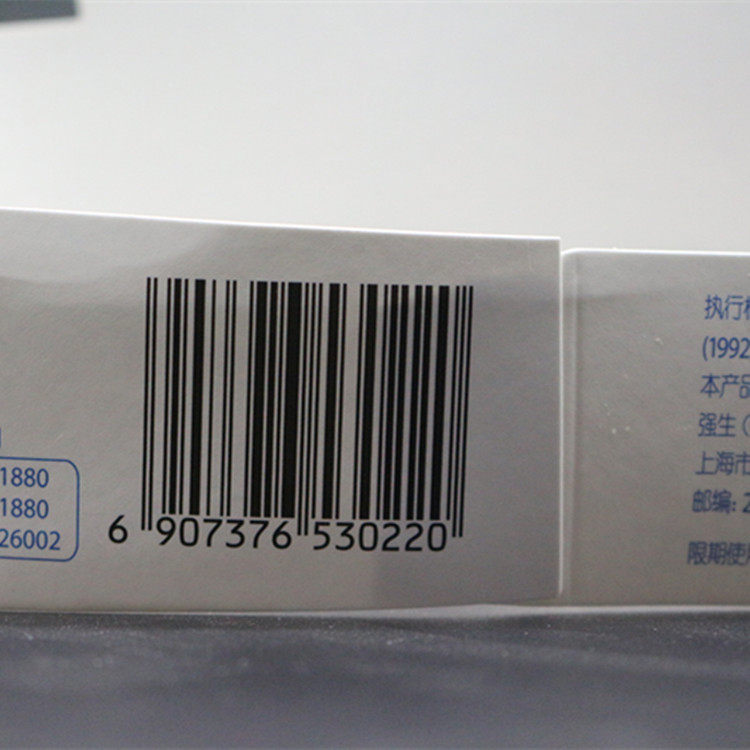 1880
1880
26002
6 907376 530220
执行
(1992
本产品
强生(
上海市
邮编: 2
限期使